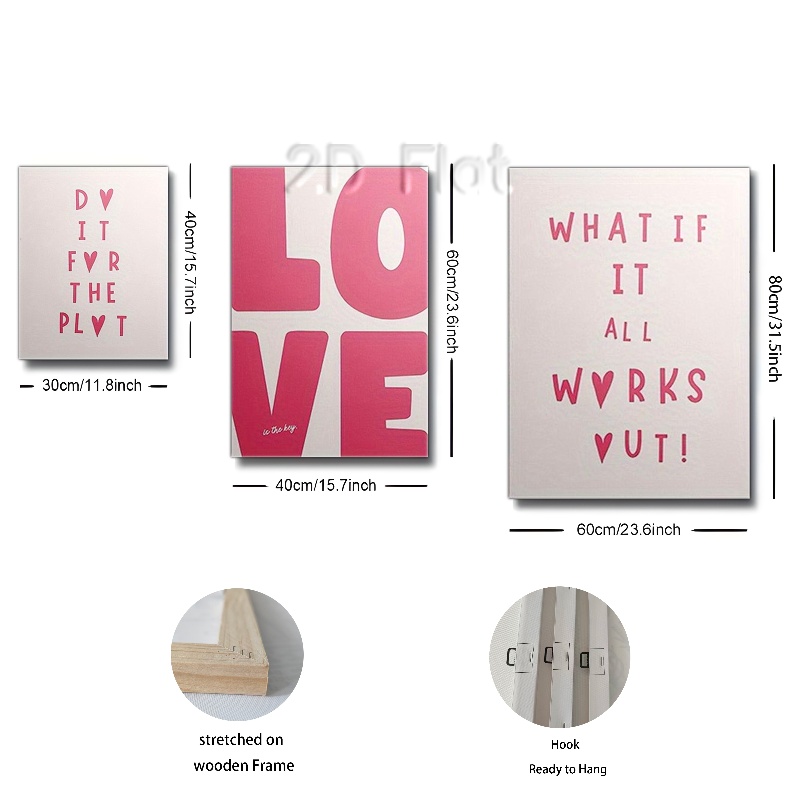 2D Flat
D♥
IT
F♥R
THE
PL♥T
40cm/15.7inch
30cm/11.8inch
LO
VE
is the key.
60cm/23.6inch
40cm/15.7inch
WHAT IF
IT
ALL
W♥RKS
♥UT!
80cm/31.5inch
60cm/23.6inch
stretched on
wooden Frame
Hook
Ready to Hang